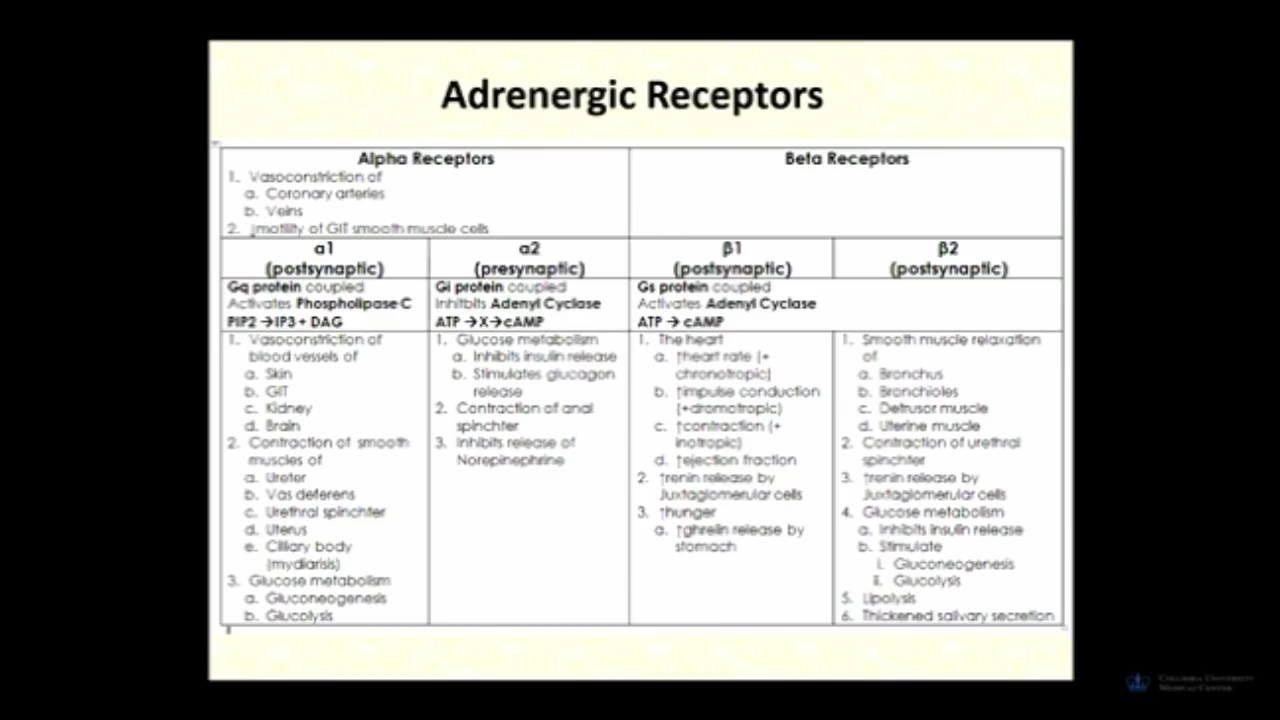 Adrenergic Receptors
Alpha Receptors
1. Vasoconstriction of
a. Coronary arteries
b. Veins
2. ↓motility of GIT smooth muscle cells
Beta Receptors
α1
(postsynaptic)
α2
(presynaptic)
β1
(postsynaptic)
β2
(postsynaptic)
Gq protein coupled
Activates Phospholipase C
PIP2 →IP3 + DAG
Gi protein coupled
Inhitbits Adenyl Cyclase
ATP →X→cAMP
Gs protein coupled
Activates Adenyl Cyclase
ATP → cAMP
1. Vasoconstriction of
blood vessels of
a. Skin
b. GIT
c. Kidney
d. Brain
2. Contraction of smooth
muscles of
a. Ureter
b. Vas deferens
c. Urethral spinchter
d. Uterus
e. Cilliary body
(mydiarisis)
3. Glucose metabolism
a. Gluconeogenesis
b. Glucolysis
1. Glucose metabolism
a. Inhibits insulin release
b. Stimulates glucagon
release
2. Contraction of anal
spinchter
3. Inhibits release of
Norepinephrine
1. The heart
a. ↑heart rate (+
chronotropic)
b. ↑impulse conduction
(+dromotropic)
c. ↑contraction (+
inotropic)
d. ↑ejection fraction
2. ↑renin release by
Juxtaglomerular cells
3. ↑hunger
a. ↑ghrelin release by
stomach
1. Smooth muscle relaxation
of
a. Bronchus
b. Bronchioles
c. Detrusor muscle
d. Uterine muscle
2. Contraction of urethral
spinchter
3. ↑renin release by
Juxtaglomerular cells
4. Glucose metabolism
a. Inhibits insulin release
b. Stimulate
i. Gluconeogenesis
ii. Glucolysis
5. Lipolysis
6. Thickened salivary secretion
Columbia University
Medical Center